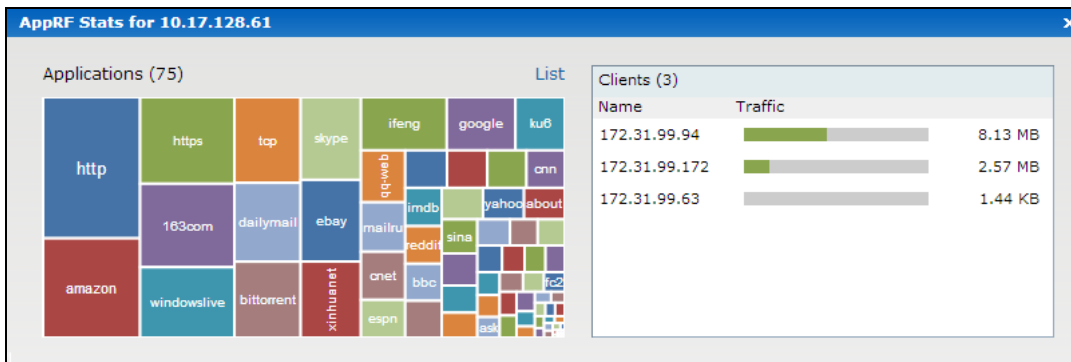 AppRF Stats for 10.17.128.61 x
Applications (75) List
http
amazon
https
163com
windowslive
tcp
dailymail
bittorrent
skype
ebay
xinhuanet
ifeng
google
ku6
qq-web
cnn
mailru
imdb
yahoo
about
reddit
sina
cnet
bbc
fc2
espn
ask
Clients (3)
Name Traffic
172.31.99.94 8.13 MB
172.31.99.172 2.57 MB
172.31.99.63 1.44 KB